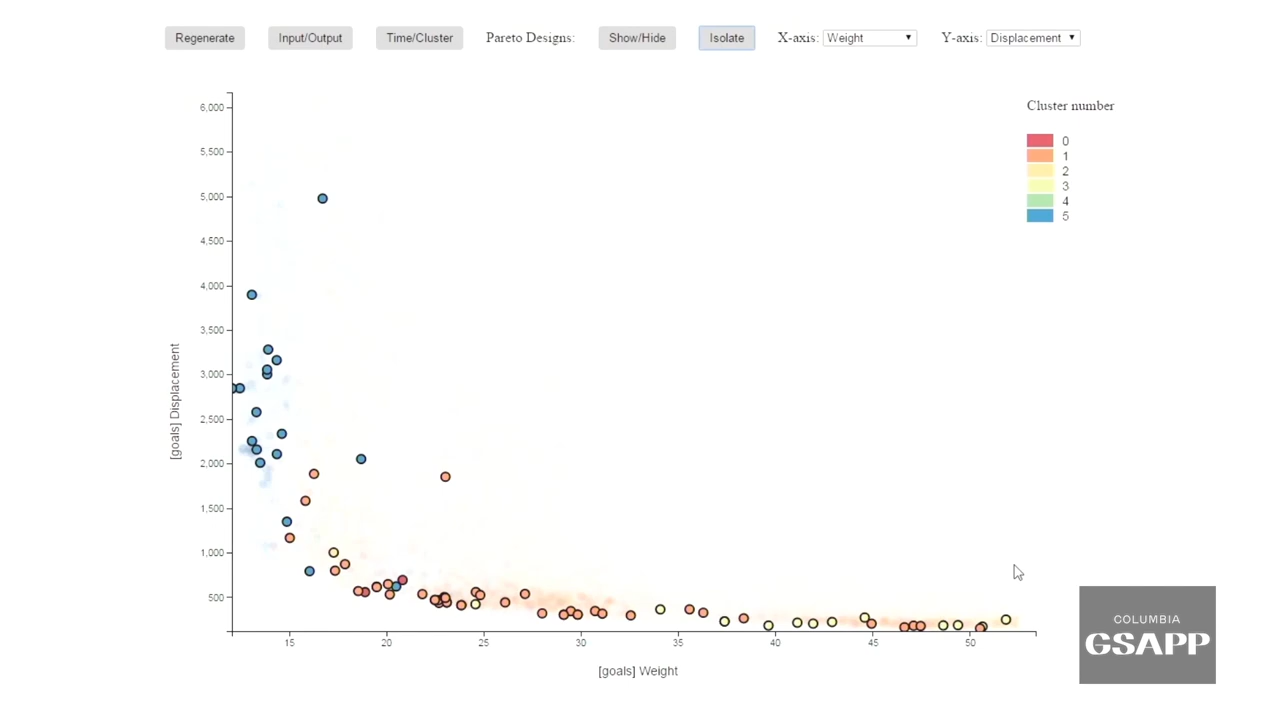 Regenerate Input/Output Time/Cluster Pareto Designs: Show/Hide Isolate X-axis: Weight Y-axis: Displacement
Cluster number
0
1
2
3
4
5
6,000
5,500
5,000
4,500
4,000
3,500
3,000
2,500
2,000
1,500
1,000
500
[goals] Displacement
15 20 25 30 35 40 45 50
[goals] Weight
COLUMBIA
GSAPP